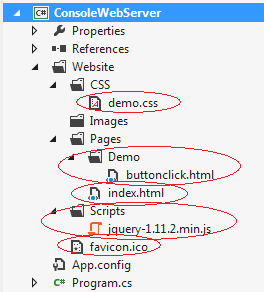 C# ConsoleWebServer
Properties
References
Website
CSS
demo.css
Images
Pages
Demo
buttonclick.html
index.html
Scripts
jquery-1.11.2.min.js
favicon.ico
App.config
C# Program.cs